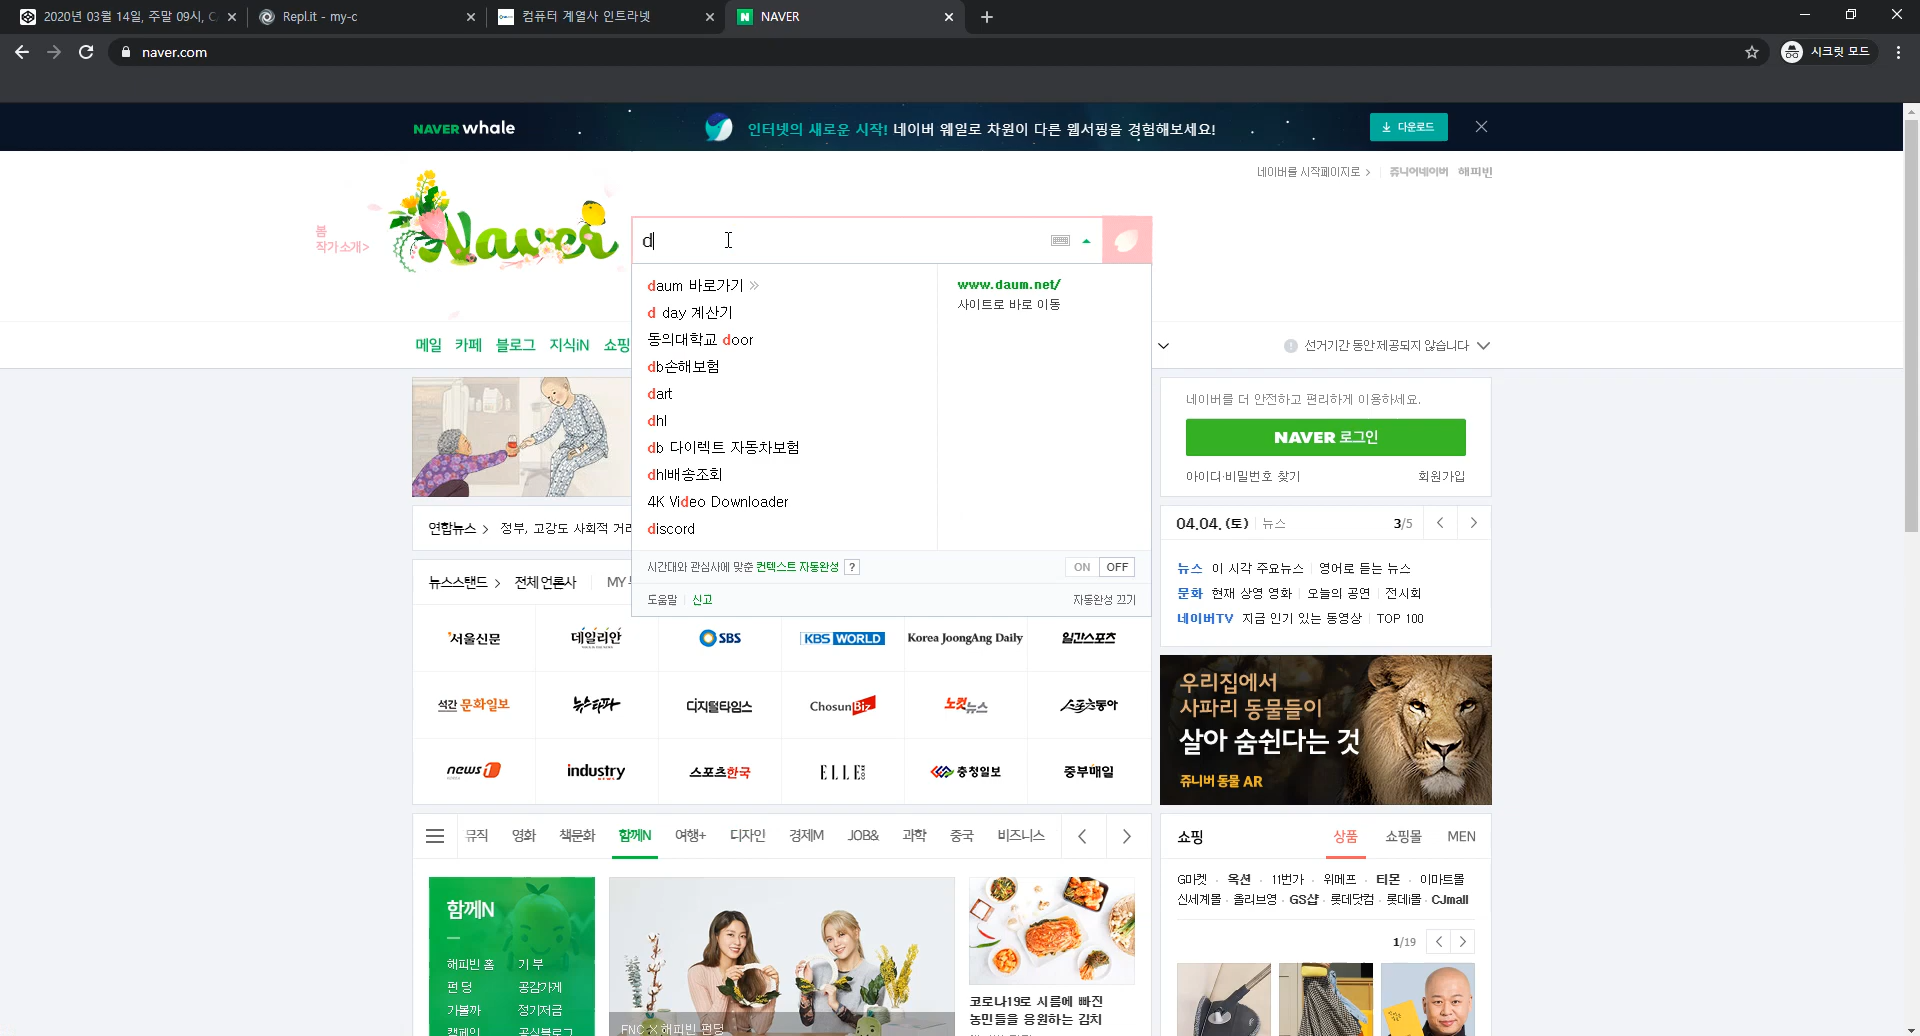 2020년 03월 14일, 주말 09시, C
Repl.it - my-c
컴퓨터 계열사 인트라넷
NAVER
naver.com
시크릿 모드
NAVER whale
인터넷의 새로운 시작! 네이버 웨일로 차원이 다른 웹서핑을 경험해보세요!
다운로드
네이버를 시작페이지로 >
쥬니어네이버 해피빈
봄
작가 소개>
Naver
d
daum 바로가기 »
d day 계산기
동의대학교 door
db손해보험
dart
dhl
db 다이렉트 자동차보험
dhl배송조회
4K Video Downloader
discord
www.daum.net/
사이트로 바로 이동
시간대와 관심사에 맞춘 컨텍스트 자동완성 ?
ON OFF
도움말 신고
자동완성 끄기
메일 카페 블로그 지식iN 쇼핑
선거기간 동안 제공되지 않습니다
네이버를 더 안전하고 편리하게 이용하세요.
NAVER 로그인
아이디·비밀번호 찾기
회원가입
연합뉴스 > 정부, 고강도 사회적 거리
04.04.(토) 뉴스
3/5
뉴스 이 시각 주요뉴스 영어로 듣는 뉴스
문화 현재 상영 영화 오늘의 공연 전시회
네이버TV 지금 인기 있는 동영상 TOP 100
뉴스스탠드 > 전체 언론사 MY
서울신문 데일리안 SBS KBS WORLD Korea JoongAng Daily 일간스포츠
석간 문화일보 뉴스타파 디지털타임스 ChosunBiz 노컷뉴스 스포츠동아
news1 industry 스포츠한국 ELLE 충청일보 중부매일
우리집에서
사파리 동물들이
살아 숨쉰다는 것
쥬니버 동물 AR
뮤직 영화 책문화 함께N 여행+ 디자인 경제M JOB& 과학 중국 비즈니스
쇼핑
상품 쇼핑몰 MEN
G마켓 · 옥션 · 11번가 · 위메프 · 티몬 · 이마트몰
신세계몰 · 올리브영 · GS샵 · 롯데닷컴 · 롯데i몰 · CJmall
1/19
함께N
해피빈 홈 기 부
펀 딩 공감가게
가볼까 정기저금
캠페인 공식블로그
FNC X 해피빈 펀딩
코로나19로 시름에 빠진
농민들을 응원하는 김치